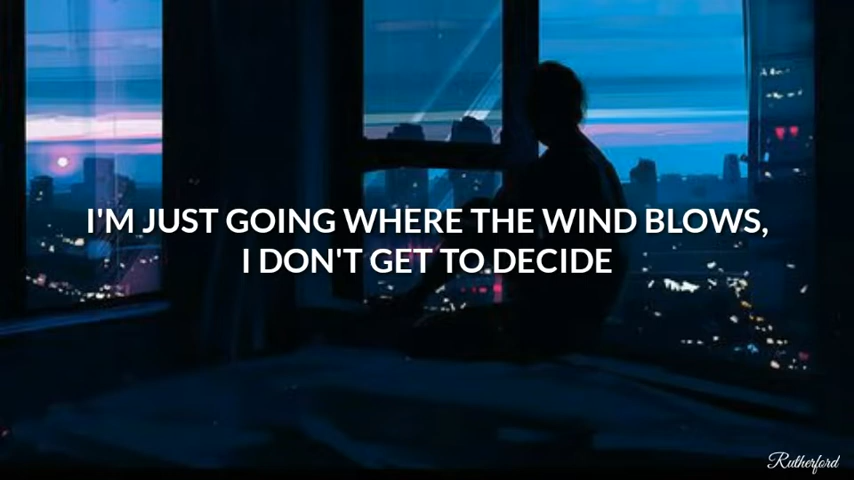 I'M JUST GOING WHERE THE WIND BLOWS,
I DON'T GET TO DECIDE
Rutherford